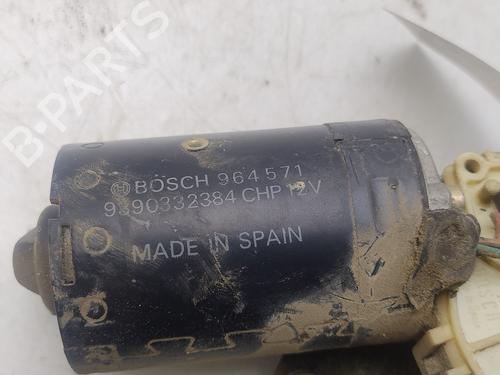 BOSCH 964571
9390332384 CHP 12V
MADE IN SPAIN
B-PARTS